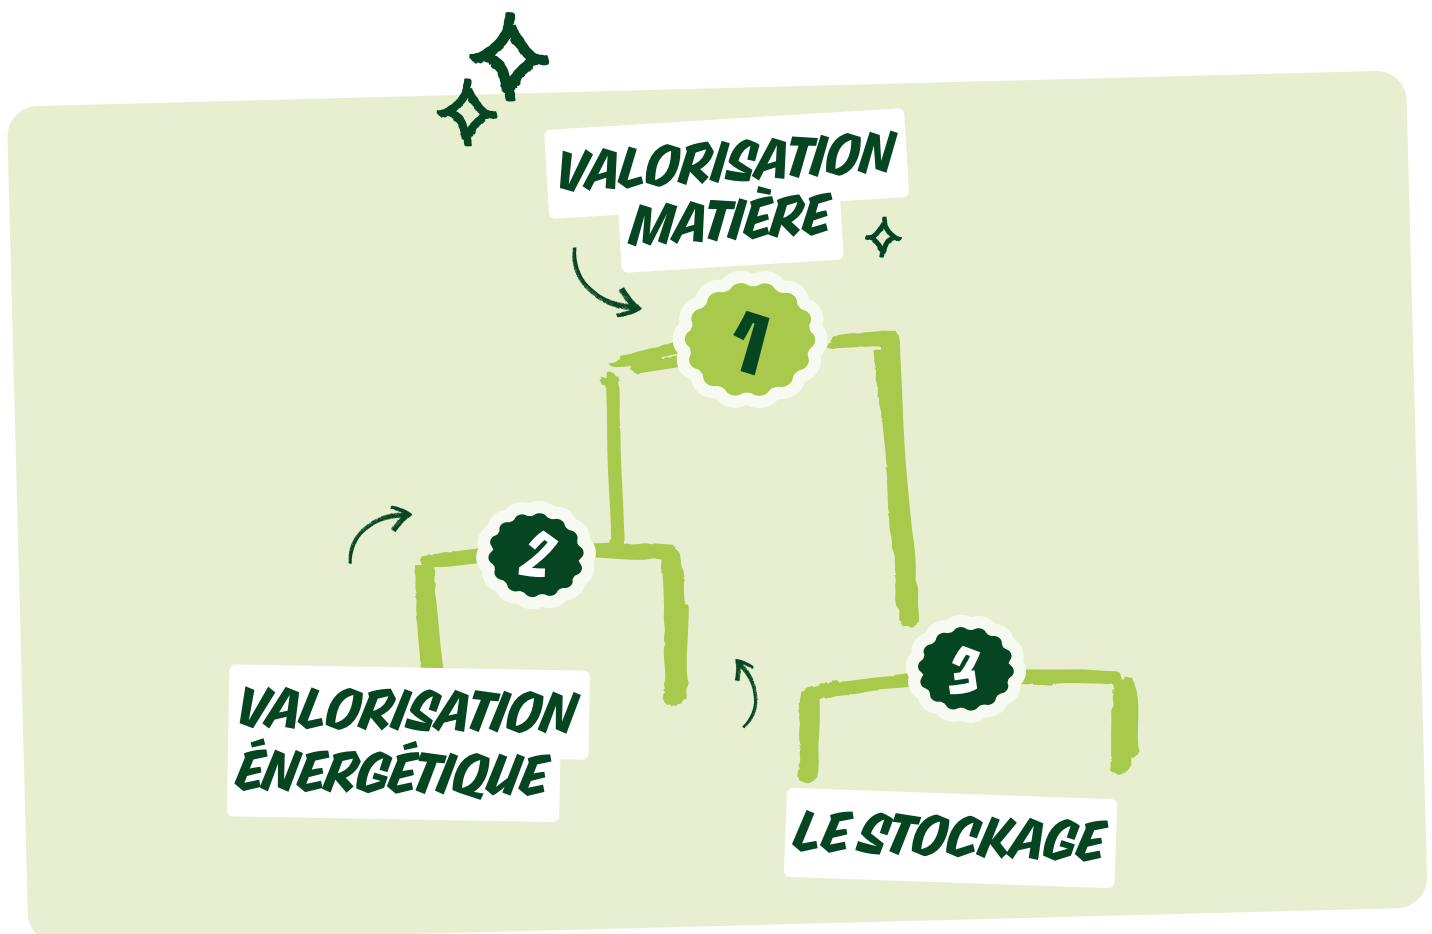 VALORISATION
MATIÈRE
1
2
3
VALORISATION
ÉNERGÉTIQUE
LE STOCKAGE